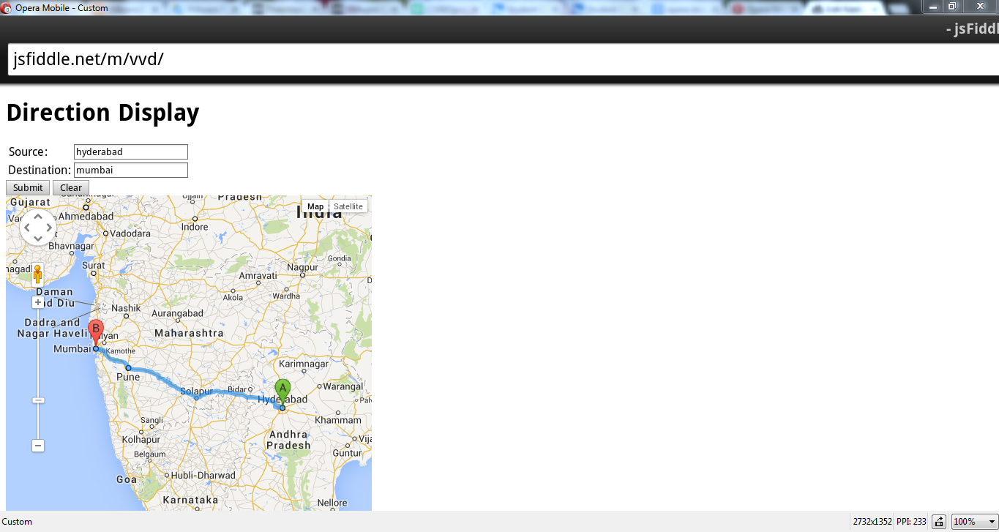 Opera Mobile - Custom
- jsFiddl
jsfiddle.net/m/vvd/
Direction Display
Source: hyderabad
Destination: mumbai
Submit Clear
Gujarat
Pradesh
Map Satellite
India
Ahmedabad
Indore
Vadodara
Bhavnagar
Gondia
Surat
Nagpur
Amravati
Akola
Wardha
Daman
nd Diu
Nashik
Aurangabad
Dadra and
Nagar Haveli
B
lyan
Maharashtra
Mumbai
Kamothe
Karimnagar
Pune
A
Warangal
Solapur
Bidar
Hyderabad
Sangli
Khammam
Kolhapur
Andhra
Pradesh
Belgaum
Guntur
Goa
Hubli-Dharwad
Karnataka
Nellore
Custom
2732x1352 PPI: 233 100%